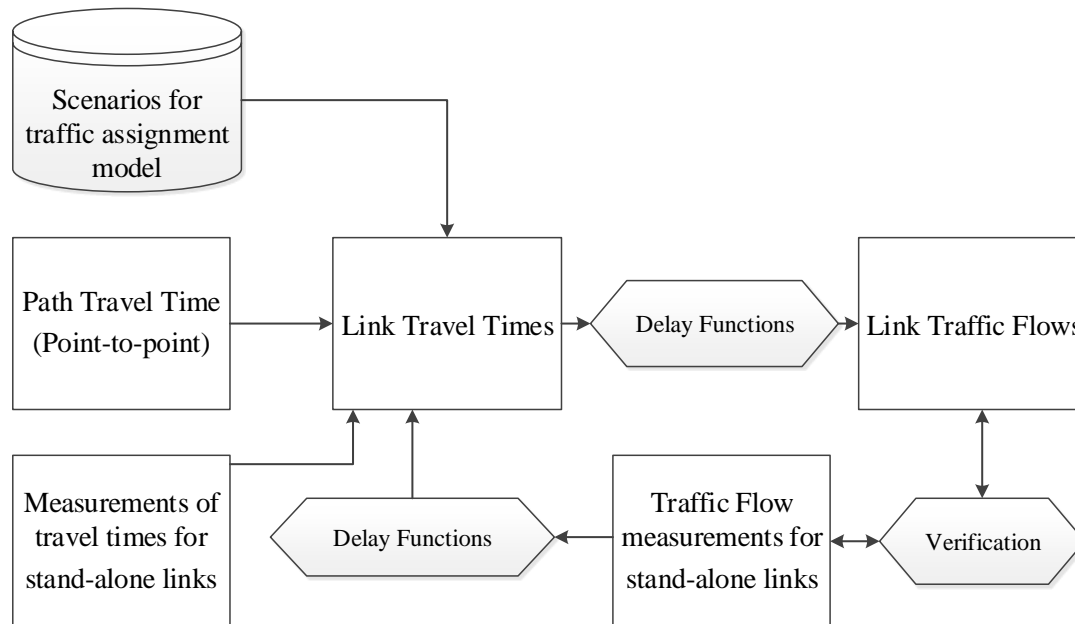 Scenarios for
traffic assignment
model
Path Travel Time
(Point-to-point)
Link Travel Times
Delay Functions
Link Traffic Flows
Measurements of
travel times for
stand-alone links
Delay Functions
Traffic Flow
measurements for
stand-alone links
Verification